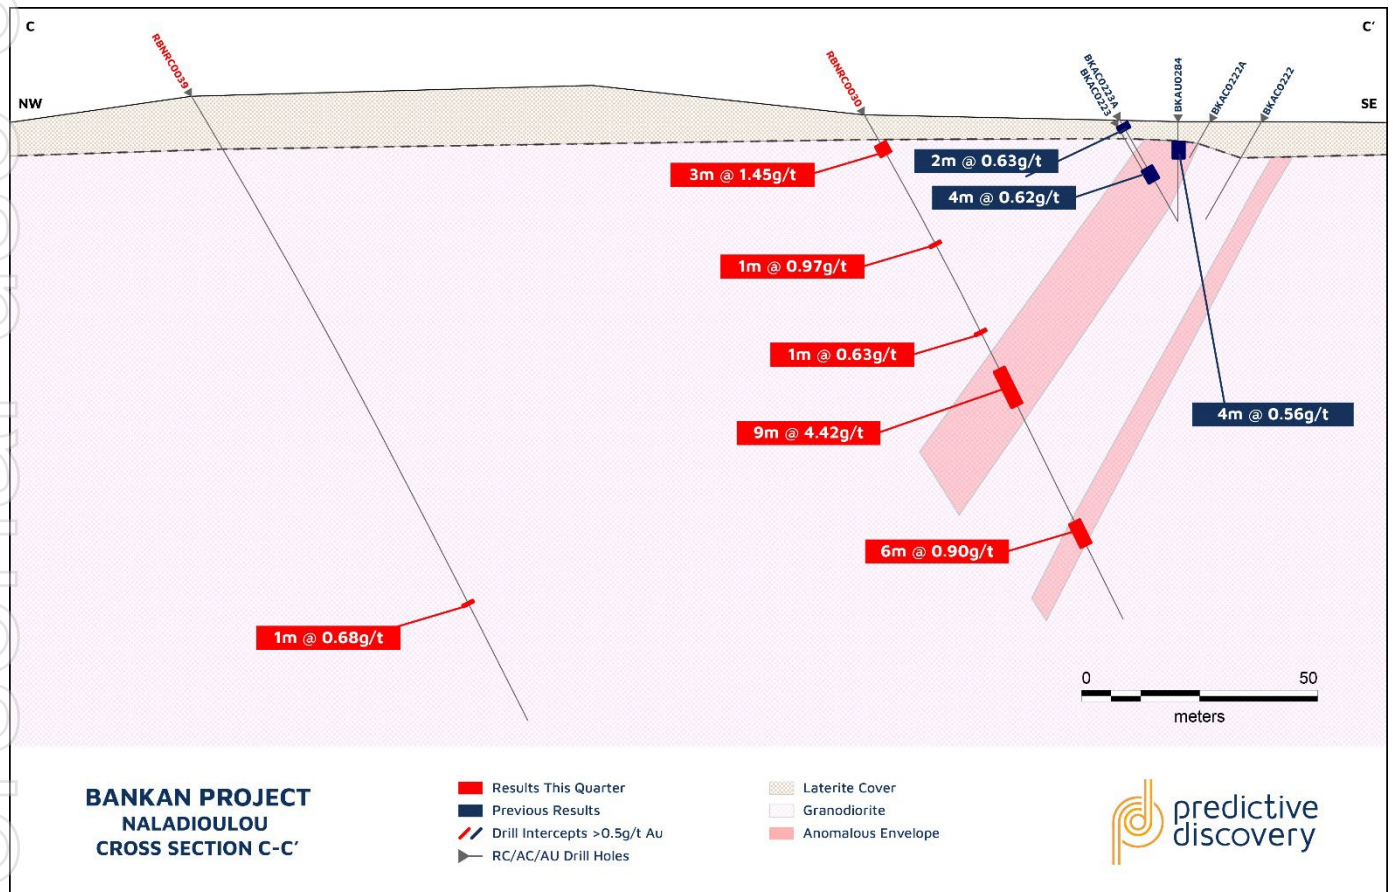 C
C'
NW
SE
RBNRC0039
RBNRC0030
BKAC0223A
BKAC0223
BKAU0284
BKAC0222A
BKAC0222
3m @ 1.45g/t
2m @ 0.63g/t
4m @ 0.62g/t
1m @ 0.97g/t
1m @ 0.63g/t
9m @ 4.42g/t
4m @ 0.56g/t
6m @ 0.90g/t
1m @ 0.68g/t
0 50
meters
BANKAN PROJECT
NALADIOULOU
CROSS SECTION C-C'
Results This Quarter
Previous Results
Drill Intercepts >0.5g/t Au
RC/AC/AU Drill Holes
Laterite Cover
Granodiorite
Anomalous Envelope
predictive
discovery